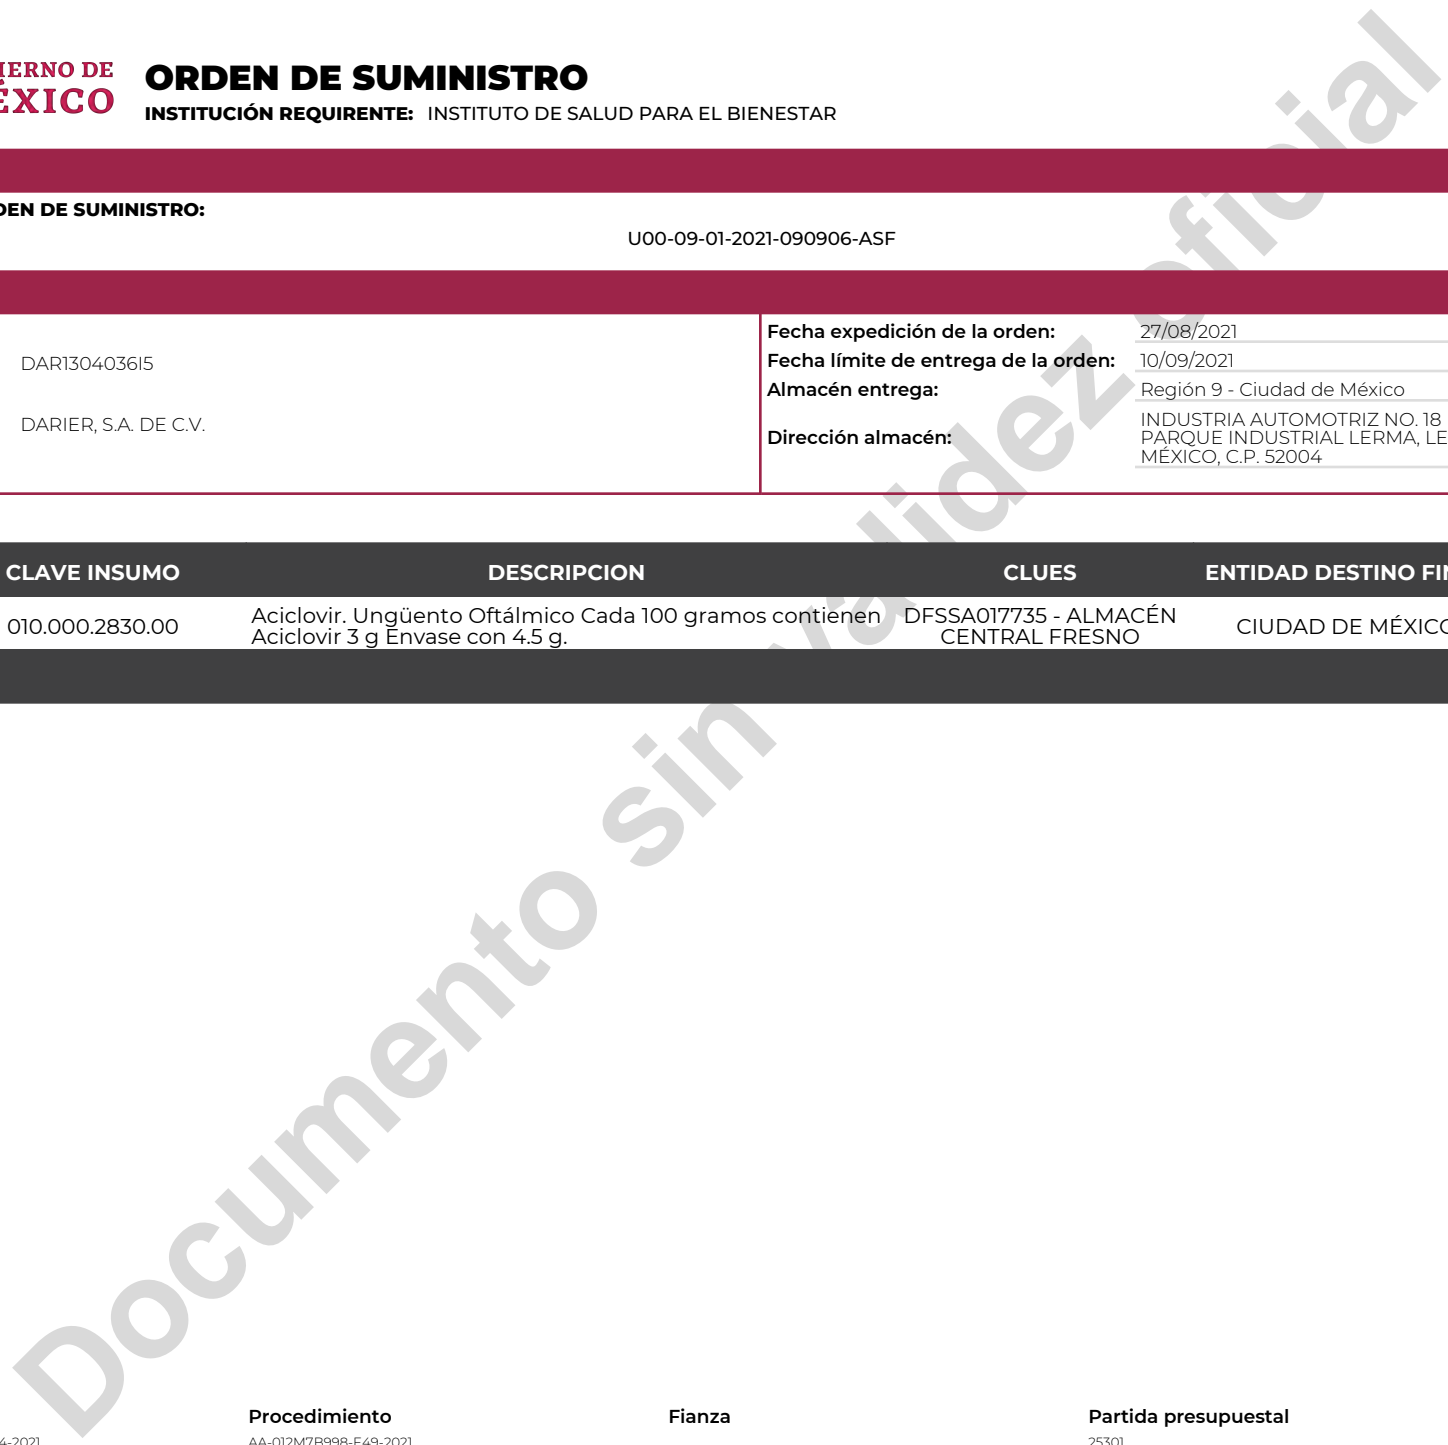 IERNO DE
ÉXICO
ORDEN DE SUMINISTRO
INSTITUCIÓN REQUIRENTE: INSTITUTO DE SALUD PARA EL BIENESTAR
DEN DE SUMINISTRO:
U00-09-01-2021-090906-ASF
DAR1304036I5
DARIER, S.A. DE C.V.
Fecha expedición de la orden: 27/08/2021
Fecha límite de entrega de la orden: 10/09/2021
Almacén entrega: Región 9 - Ciudad de México
Dirección almacén:
INDUSTRIA AUTOMOTRIZ NO. 18
PARQUE INDUSTRIAL LERMA, LE
MÉXICO, C.P. 52004
CLAVE INSUMO DESCRIPCION CLUES ENTIDAD DESTINO FIN
010.000.2830.00
Aciclovir. Ungüento Oftálmico Cada 100 gramos contienen
Aciclovir 3 g Envase con 4.5 g.
DFSSA017735 - ALMACÉN
CENTRAL FRESNO
CIUDAD DE MÉXICO
Documento sin validez oficial
Procedimiento Fianza Partida presupuestal
4-2021 AA-012M7B998-E49-2021 25301